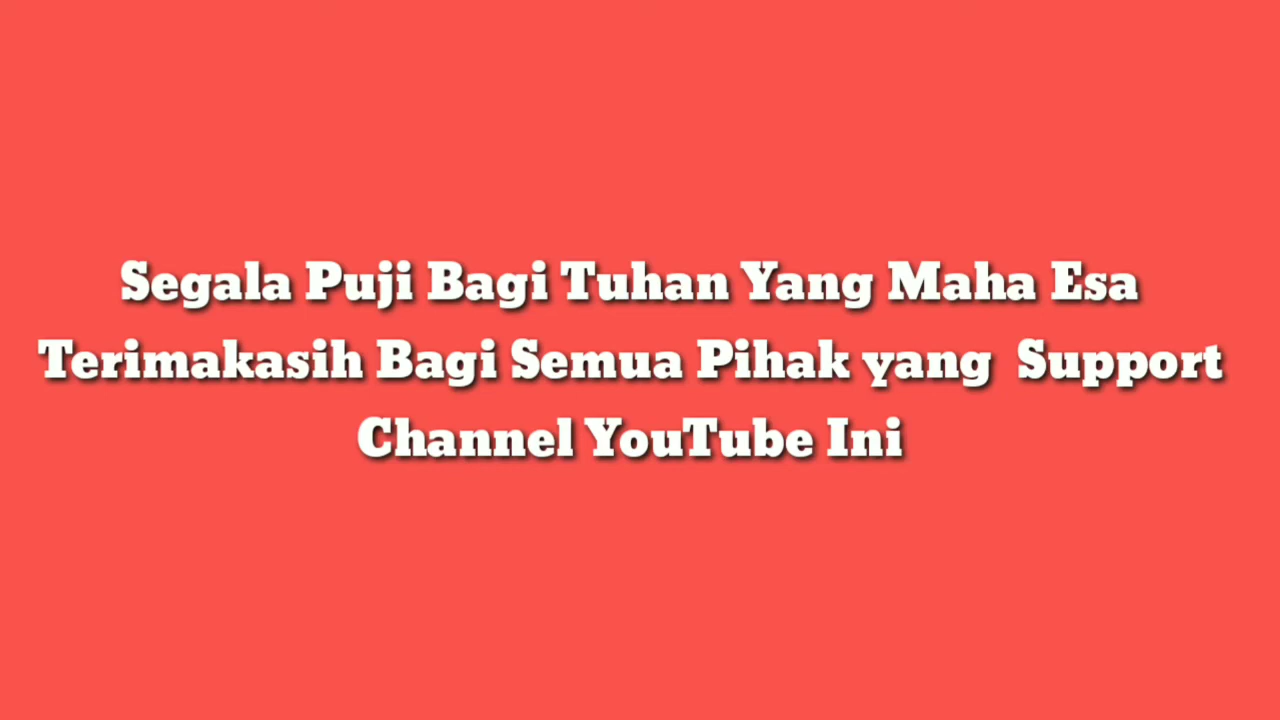 Segala Puji Bagi Tuhan Yang Maha Esa
Terimakasih Bagi Semua Pihak yang  Support
Channel YouTube Ini